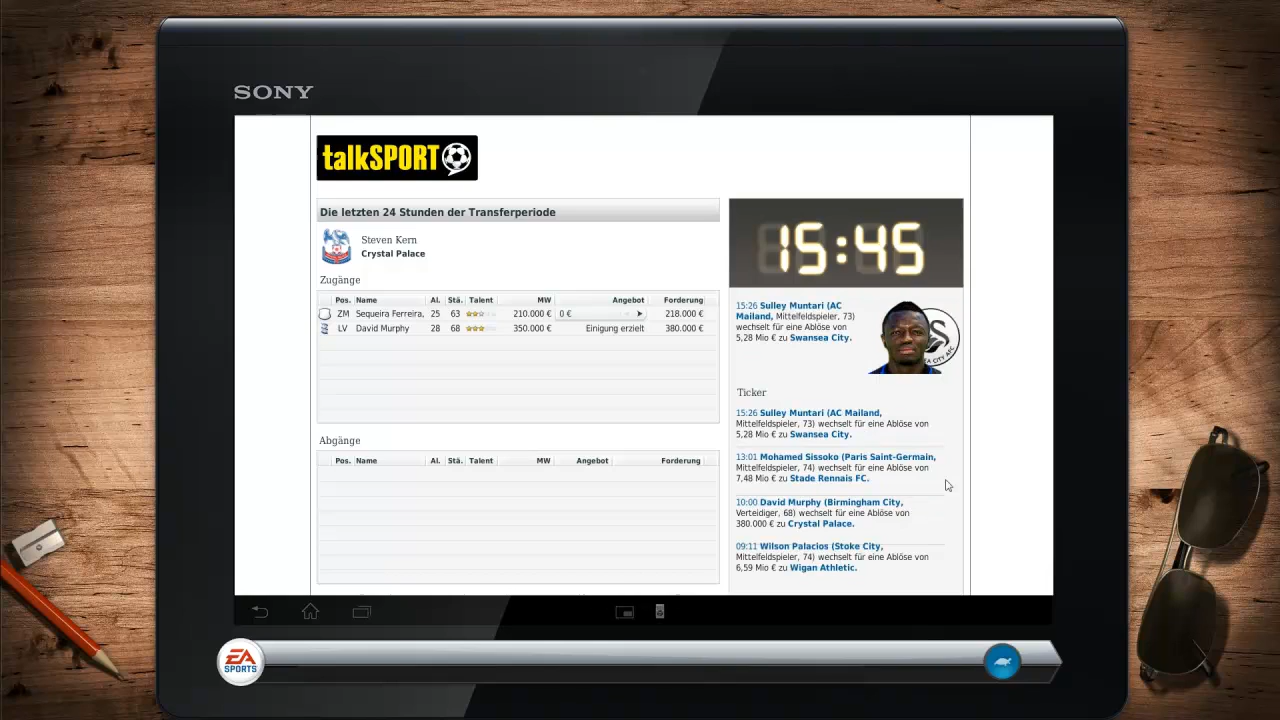 SONY
talkSPORT
Die letzten 24 Stunden der Transferperiode
Steven Kern
Crystal Palace
Zugänge
Pos. Name Al. Stä. Talent MW Angebot Forderung
ZM Sequeira Ferreira, 25 63 210.000 € 0 € 218.000 €
LV David Murphy 28 68 350.000 € Einigung erzielt 380.000 €
Abgänge
Pos. Name Al. Stä. Talent MW Angebot Forderung
15:45
15:26 Sulley Muntari (AC
Mailand, Mittelfeldspieler, 73)
wechselt für eine Ablöse von
5,28 Mio € zu Swansea City.
Ticker
15:26 Sulley Muntari (AC Mailand,
Mittelfeldspieler, 73) wechselt für eine Ablöse von
5,28 Mio € zu Swansea City.
13:01 Mohamed Sissoko (Paris Saint-Germain,
Mittelfeldspieler, 74) wechselt für eine Ablöse von
7,48 Mio € zu Stade Rennais FC.
10:00 David Murphy (Birmingham City,
Verteidiger, 68) wechselt für eine Ablöse von
380.000 € zu Crystal Palace.
09:11 Wilson Palacios (Stoke City,
Mittelfeldspieler, 74) wechselt für eine Ablöse von
6,59 Mio € zu Wigan Athletic.
EA
SPORTS